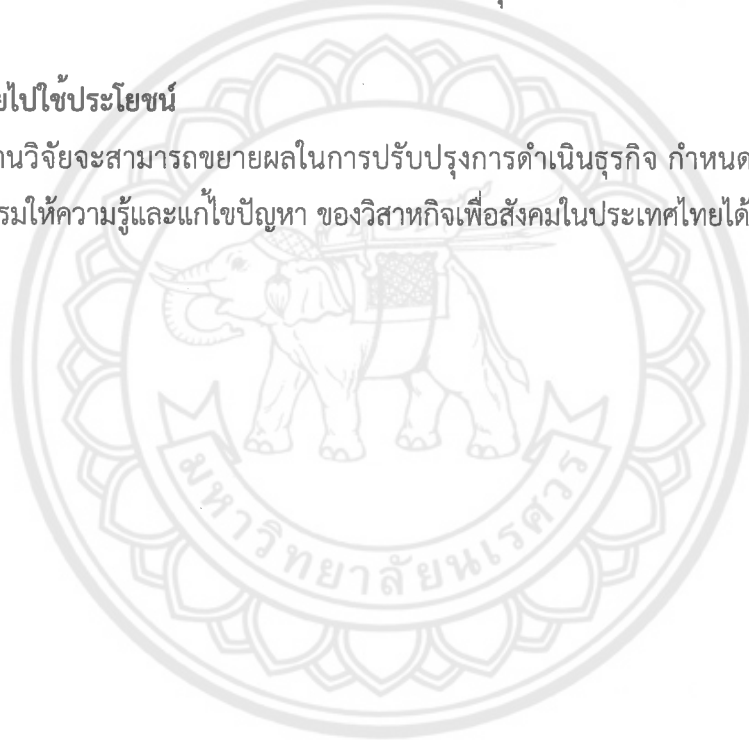 ยไปใช้ประโยชน์
านวิจัยจะสามารถขยายผลในการปรับปรุงการดำเนินธุรกิจ กำหนด
รมให้ความรู้และแก้ไขปัญหา ของวิสาหกิจเพื่อสังคมในประเทศไทยได้
มหาวิทยาลัยนเรศวร